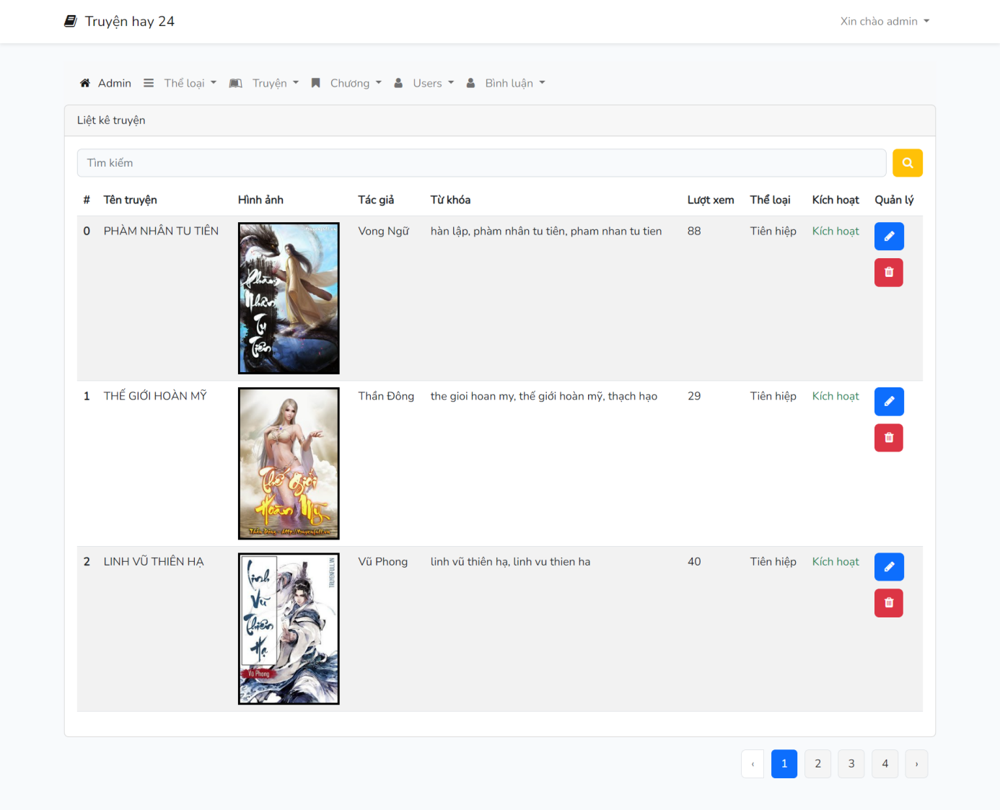 Truyện hay 24
Xin chào admin
Admin
Thể loại
Truyện
Chương
Users
Bình luận
Liệt kê truyện
Tìm kiếm
# Tên truyện Hình ảnh Tác giả Từ khóa Lượt xem Thể loại Kích hoạt Quản lý
0 PHÀM NHÂN TU TIÊN Vong Ngữ hàn lập, phàm nhân tu tiên, pham nhan tu tien 88 Tiên hiệp Kích hoạt
Phàm
Nhân
Tu
Tiên
1 THẾ GIỚI HOÀN MỸ Thần Đông the gioi hoan my, thế giới hoàn mỹ, thạch hạo 29 Tiên hiệp Kích hoạt
Thế Giới
Hoàn Mỹ
Thần Đông - http://truyenfull.vn
2 LINH VŨ THIÊN HẠ Vũ Phong linh vũ thiên hạ, linh vu thien ha 40 Tiên hiệp Kích hoạt
TRUYENFULL.VN
Linh
Vũ
Thiên
Hạ
Vũ Phong
‹ 1 2 3 4 ›